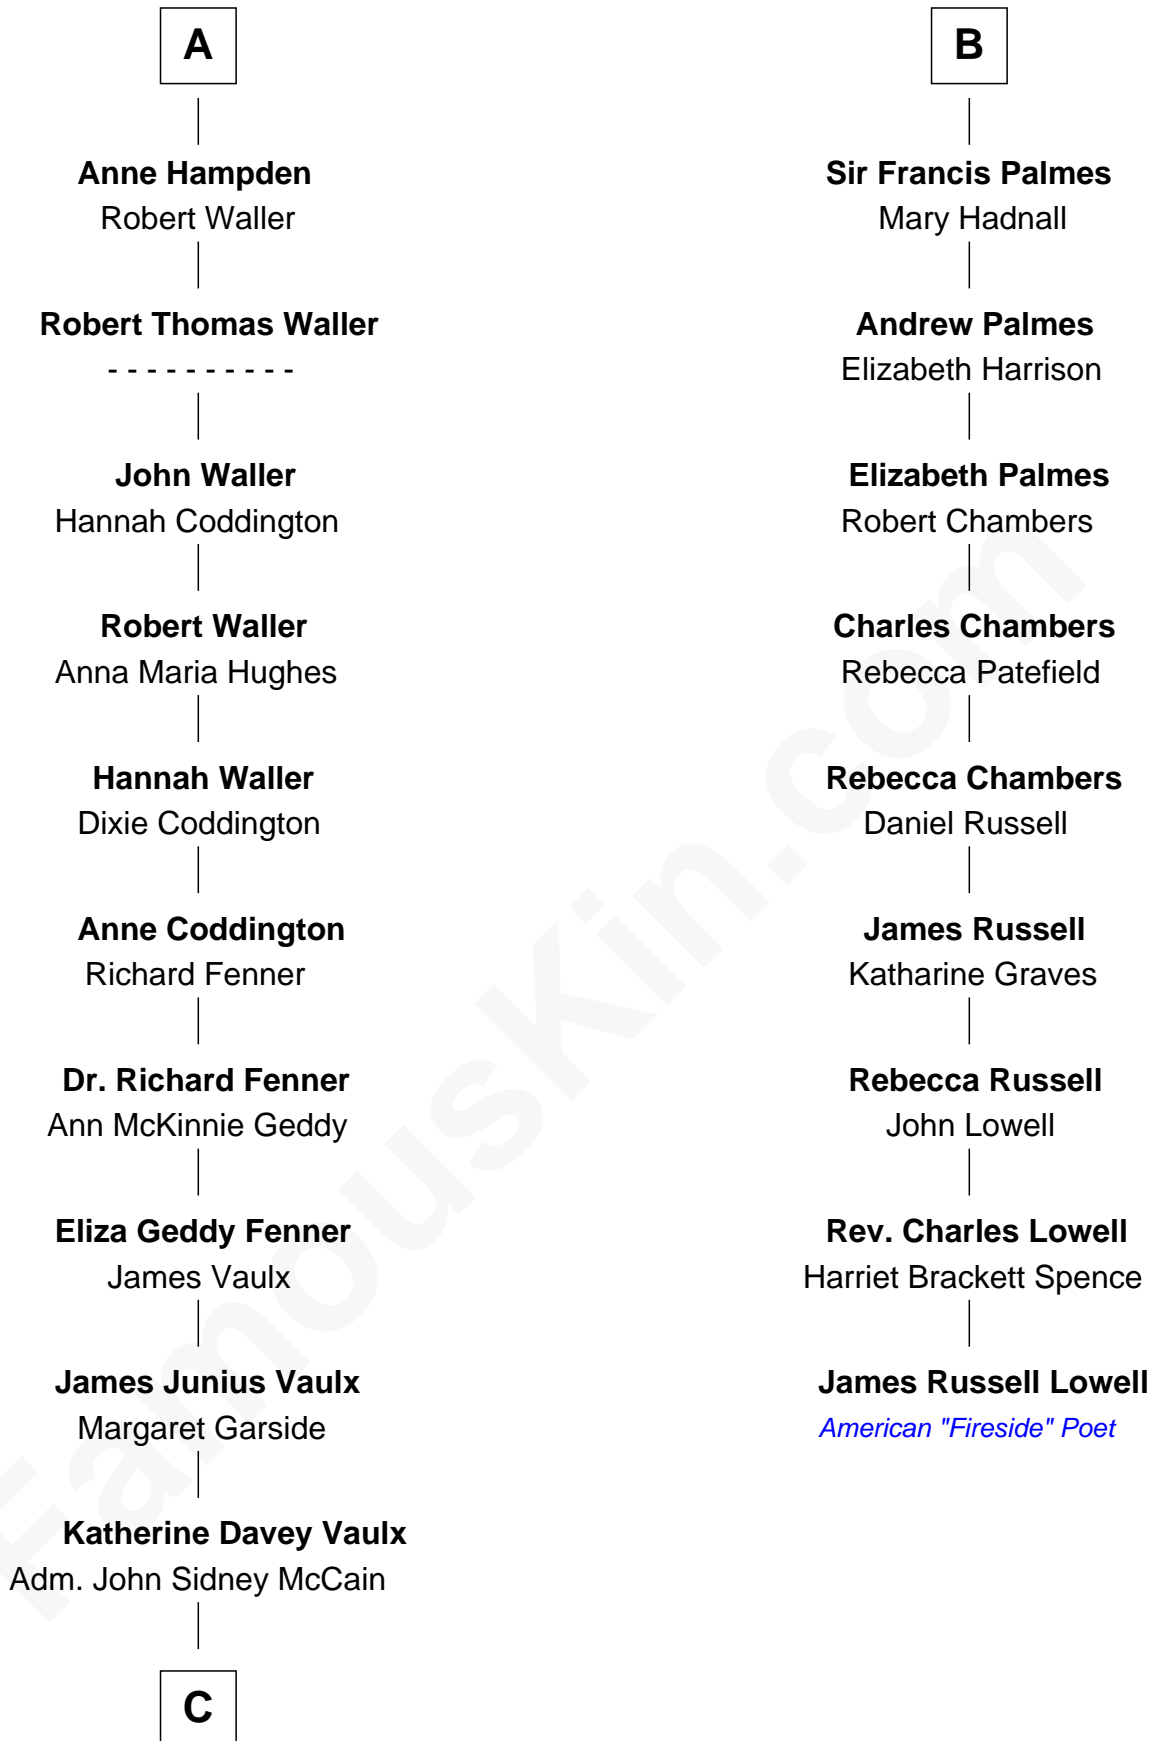 A
Anne Hampden
Robert Waller
Robert Thomas Waller
- - - - - - - - - -
John Waller
Hannah Coddington
Robert Waller
Anna Maria Hughes
Hannah Waller
Dixie Coddington
Anne Coddington
Richard Fenner
Dr. Richard Fenner
Ann McKinnie Geddy
Eliza Geddy Fenner
James Vaulx
James Junius Vaulx
Margaret Garside
Katherine Davey Vaulx
Adm. John Sidney McCain
C
B
Sir Francis Palmes
Mary Hadnall
Andrew Palmes
Elizabeth Harrison
Elizabeth Palmes
Robert Chambers
Charles Chambers
Rebecca Patefield
Rebecca Chambers
Daniel Russell
James Russell
Katharine Graves
Rebecca Russell
John Lowell
Rev. Charles Lowell
Harriet Brackett Spence
James Russell Lowell
American "Fireside" Poet
FamousKin.com